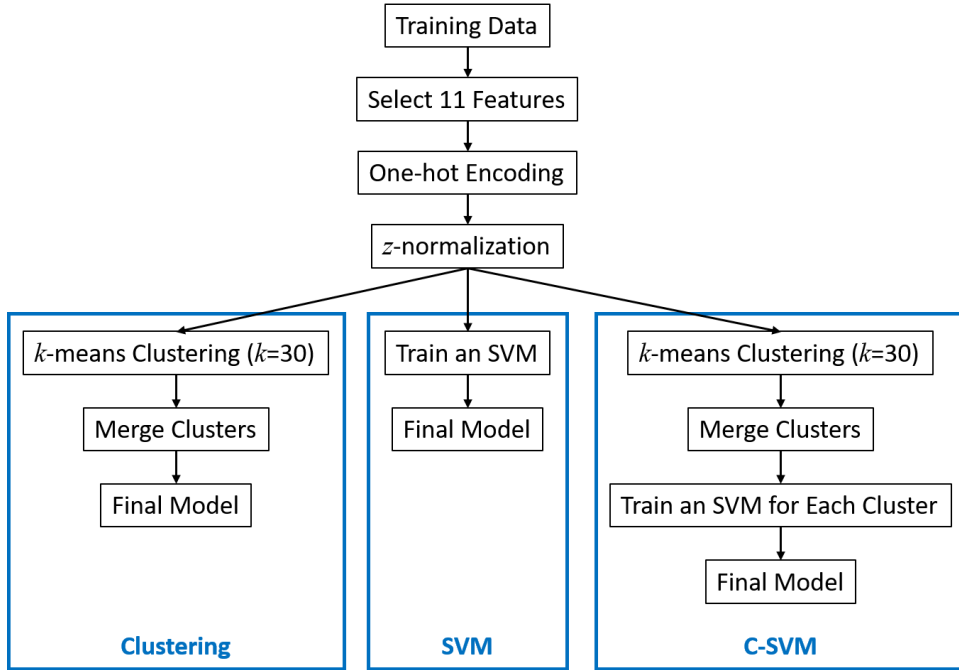 Training Data
Select 11 Features
One-hot Encoding
z-normalization
k-means Clustering (k=30)
Merge Clusters
Final Model
Clustering
Train an SVM
Final Model
SVM
k-means Clustering (k=30)
Merge Clusters
Train an SVM for Each Cluster
Final Model
C-SVM